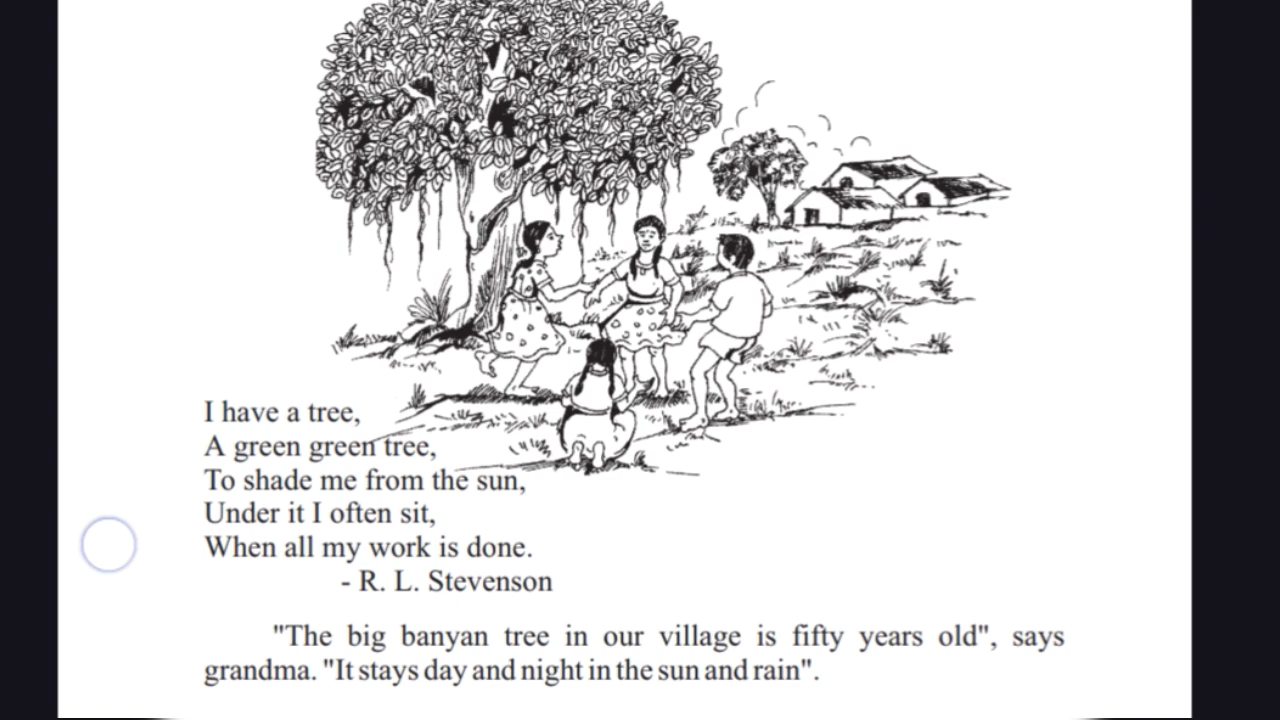 I have a tree,
A green green tree,
To shade me from the sun,
Under it I often sit,
When all my work is done.
- R. L. Stevenson
"The big banyan tree in our village is fifty years old", says
grandma. "It stays day and night in the sun and rain".